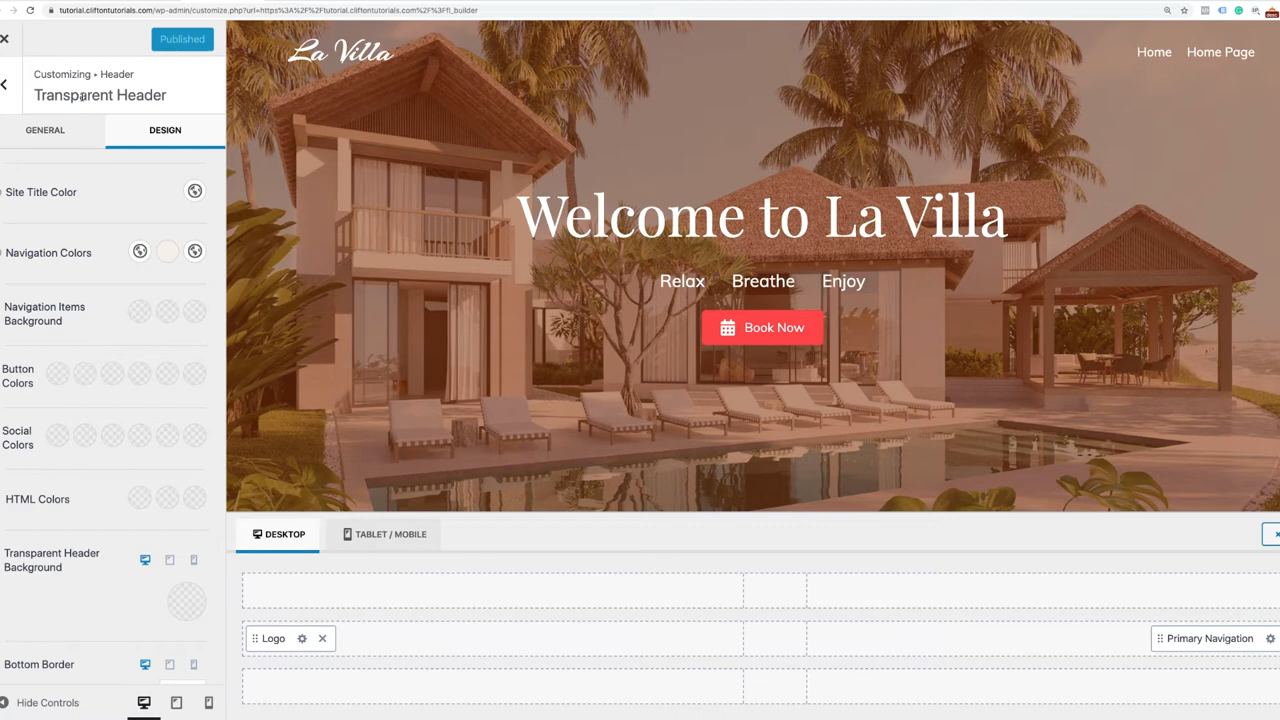 tutorial.cliftontutorials.com/wp-admin/customize.php?url=https%3A%2F%2Ftutorial.cliftontutorials.com%2F%3Ffl_builder
Published
Customizing ▸ Header
Transparent Header
GENERAL
DESIGN
Site Title Color
Navigation Colors
Navigation Items
Background
Button
Colors
Social
Colors
HTML Colors
Transparent Header
Background
Bottom Border
Hide Controls
La Villa
Home
Home Page
Welcome to La Villa
Relax Breathe Enjoy
Book Now
DESKTOP
TABLET / MOBILE
Logo
Primary Navigation